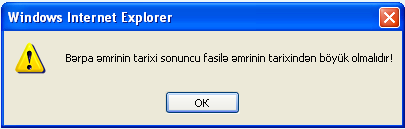 Windows Internet Explorer
Bərpa əmrinin tarixi sonuncu fasilə əmrinin tarixindən böyük olmalıdır!
OK